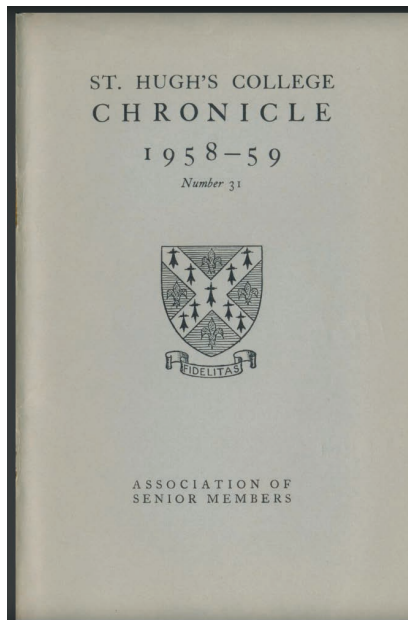 ST. HUGH'S COLLEGE
CHRONICLE
1958–59
Number 31
FIDELITAS
ASSOCIATION OF
SENIOR MEMBERS